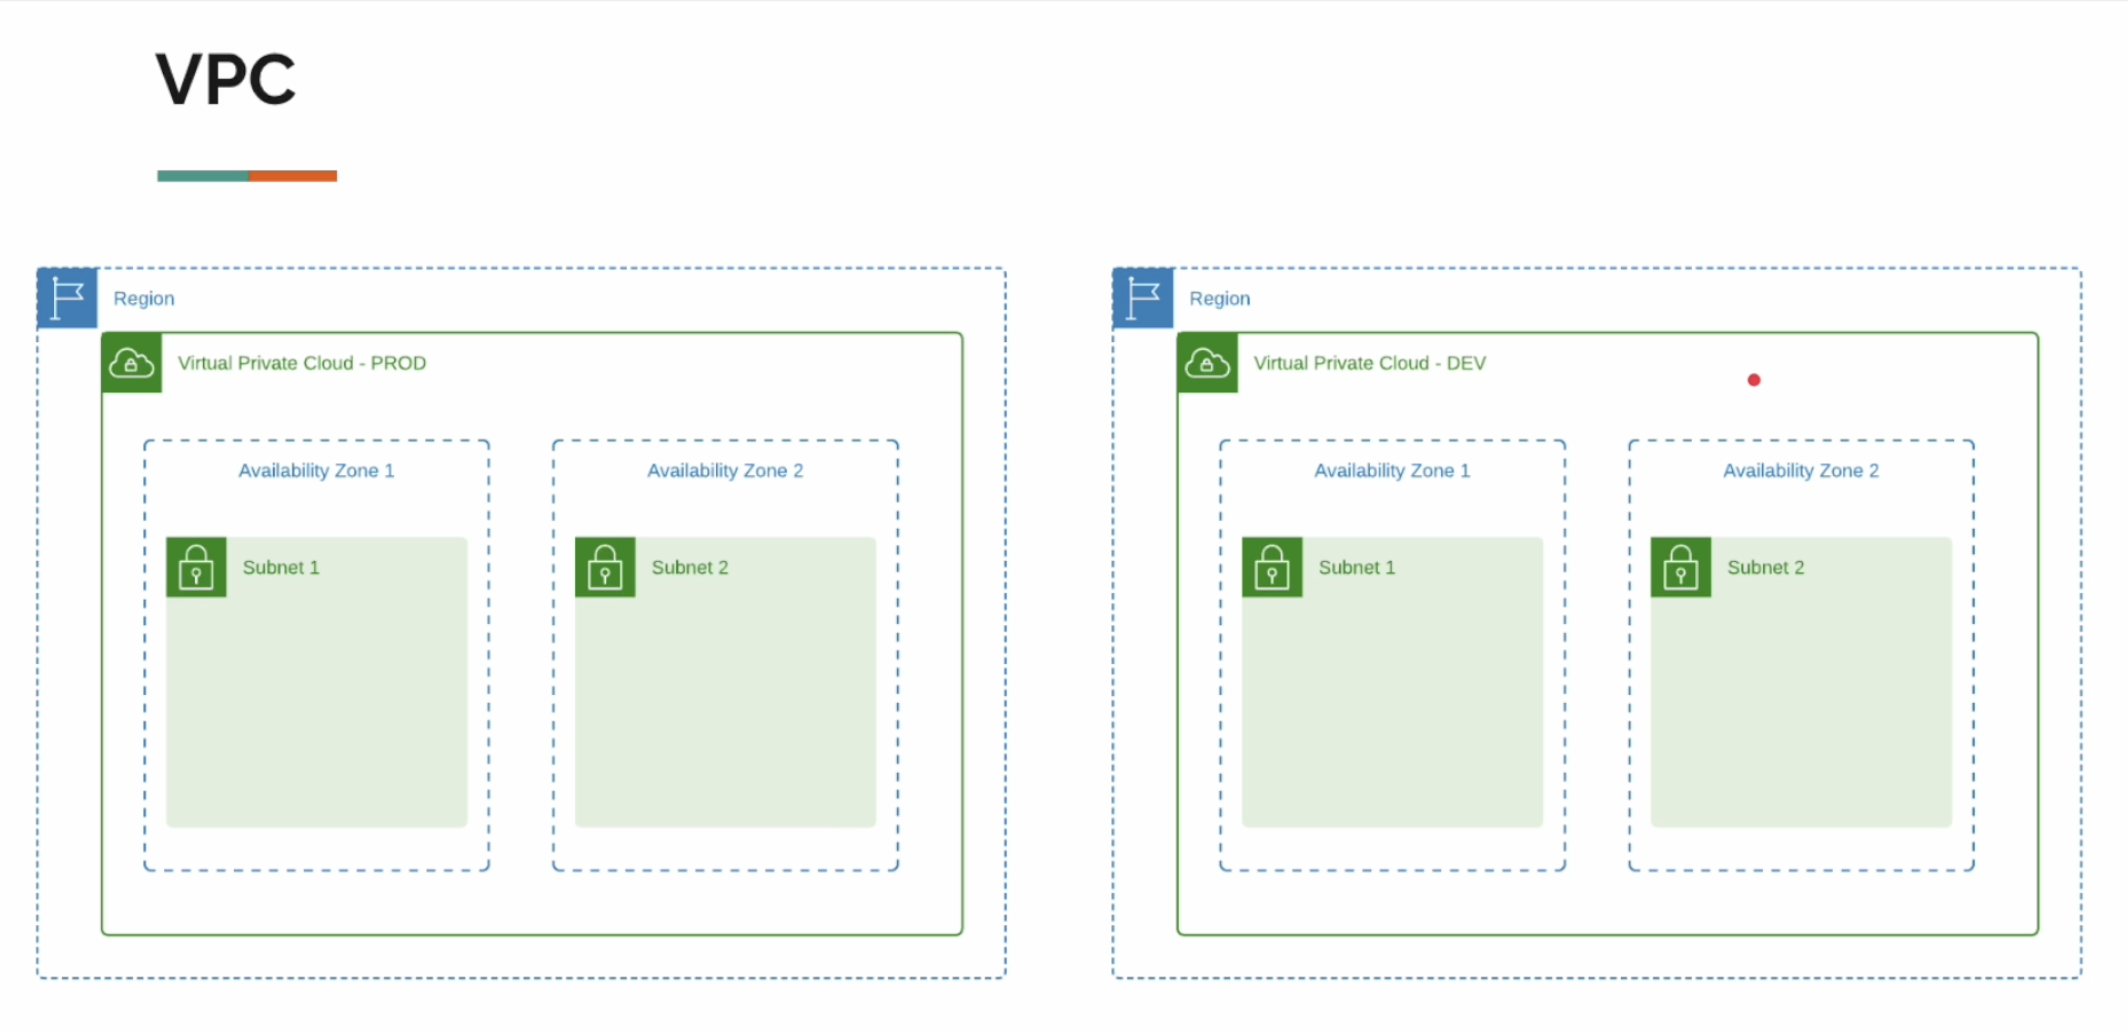 VPC
Region
Virtual Private Cloud - PROD
Availability Zone 1
Availability Zone 2
Subnet 1
Subnet 2
Region
Virtual Private Cloud - DEV
Availability Zone 1
Availability Zone 2
Subnet 1
Subnet 2